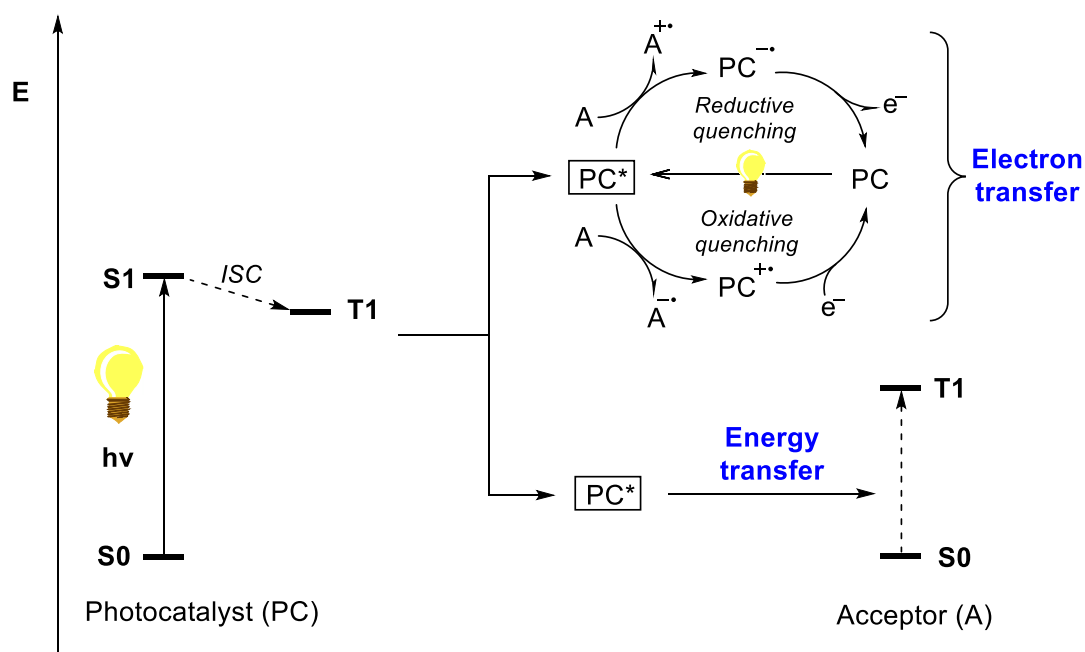 E
A+•
PC−•
A
Reductive
quenching
e−
PC*
PC
Electron
transfer
Oxidative
quenching
A
PC+•
A−•
e−
S1
ISC
T1
hv
T1
Energy
transfer
PC*
S0
S0
Photocatalyst (PC)
Acceptor (A)